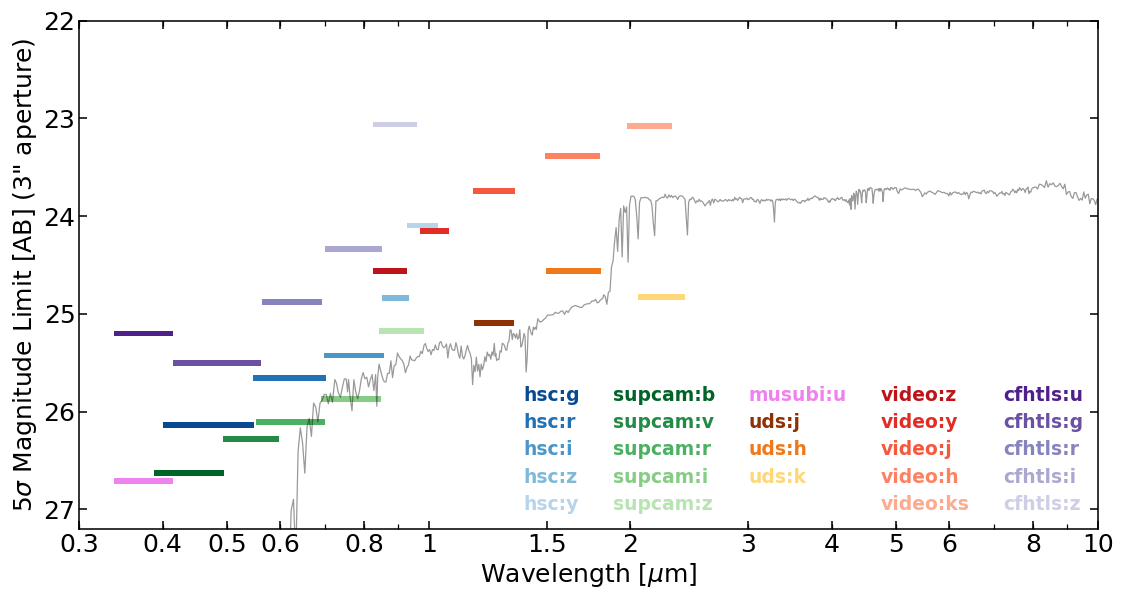 5σ Magnitude Limit [AB] (3" aperture)
22
23
24
25
26
27
hsc:g supcam:b musubi:u video:z cfhtls:u
hsc:r supcam:v uds:j video:y cfhtls:g
hsc:i supcam:r uds:h video:j cfhtls:r
hsc:z supcam:i uds:k video:h cfhtls:i
hsc:y supcam:z video:ks cfhtls:z
0.3 0.4 0.5 0.6 0.8 1 1.5 2 3 4 5 6 8 10
Wavelength [μm]